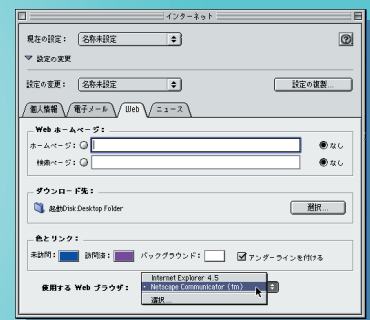 インターネット
現在の設定： 名称未設定
設定の変更
設定の変更： 名称未設定 設定の複製...
個人情報 電子メール Web ニュース
Web ホームページ：
ホームページ： なし
検索ページ： なし
ダウンロード先：
起動Disk:Desktop Folder 選択...
色とリンク：
未訪問： 訪問済： バックグラウンド： アンダーラインを付ける
Internet Explorer 4.5
使用する Web ブラウザ： • Netscape Communicator (tm)
選択...